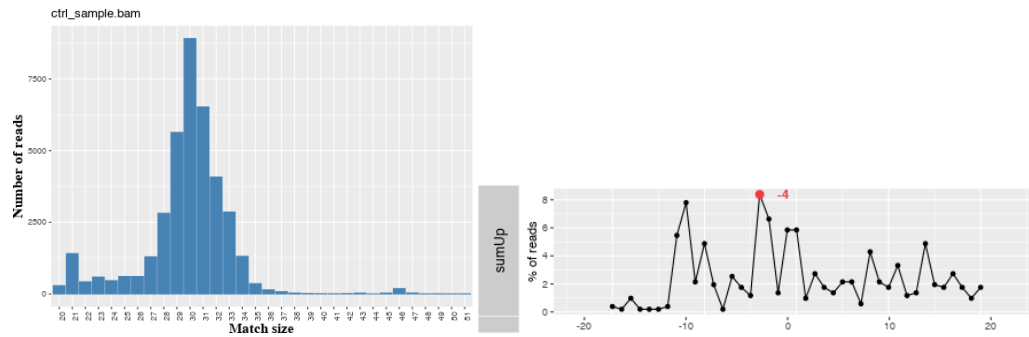 ctrl_sample.bam
Number of reads
7500
5000
2500
0
20 21 22 23 24 25 26 27 28 29 30 31 32 33 34 35 36 37 38 39 40 41 42 43 44 45 46 47 48 49 50 51
Match size
sumUp
% of reads
8
6
4
2
0
-4
-20 -10 0 10 20